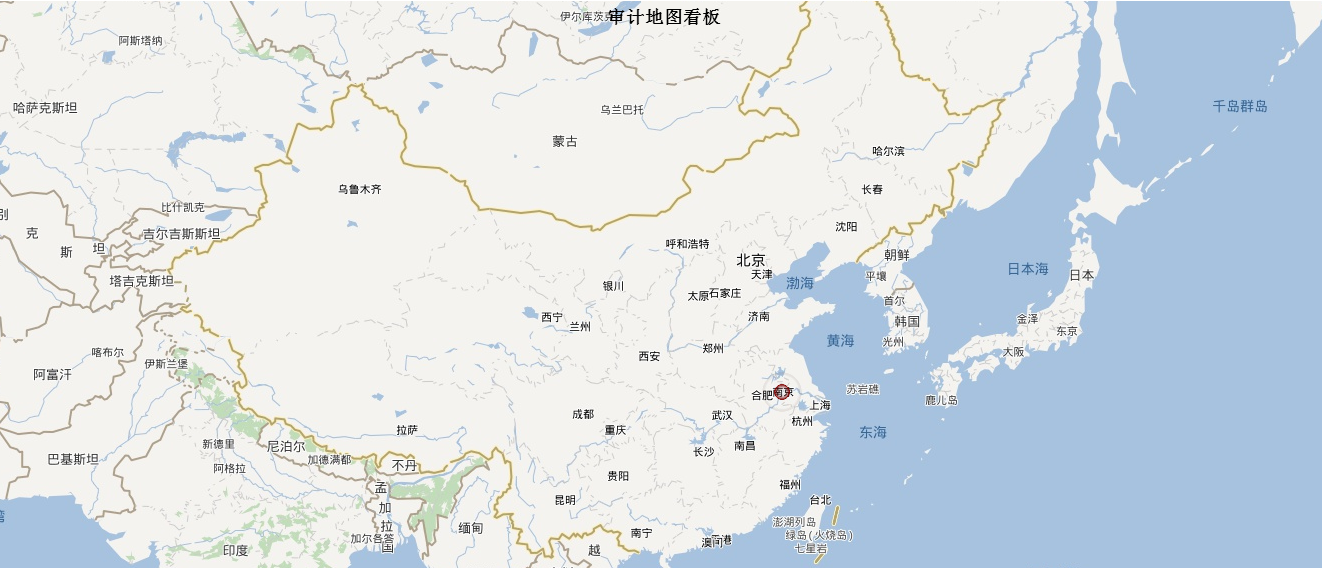 审计地图看板
伊尔库茨克
阿斯塔纳
哈萨克斯坦
乌兰巴托
千岛群岛
蒙古
哈尔滨
乌鲁木齐
长春
比什凯克
别
克
斯
坦
吉尔吉斯斯坦
沈阳
呼和浩特
朝鲜
北京
天津
平壤
日本海
日本
塔吉克斯坦
渤海
银川
太原
石家庄
首尔
西宁
兰州
济南
韩国
金泽
东京
黄海
光州
喀布尔
西安
郑州
大阪
伊斯兰堡
阿富汗
合肥
南京
苏岩礁
鹿儿岛
上海
成都
武汉
杭州
拉萨
重庆
东海
新德里
尼泊尔
南昌
长沙
巴基斯坦
加德满都
不丹
阿格拉
贵阳
孟
加
拉
国
福州
昆明
台北
澎湖列岛
缅甸
南宁
绿岛(火烧岛)
加尔各答
澳门
港
七星岩
印度
越
湾